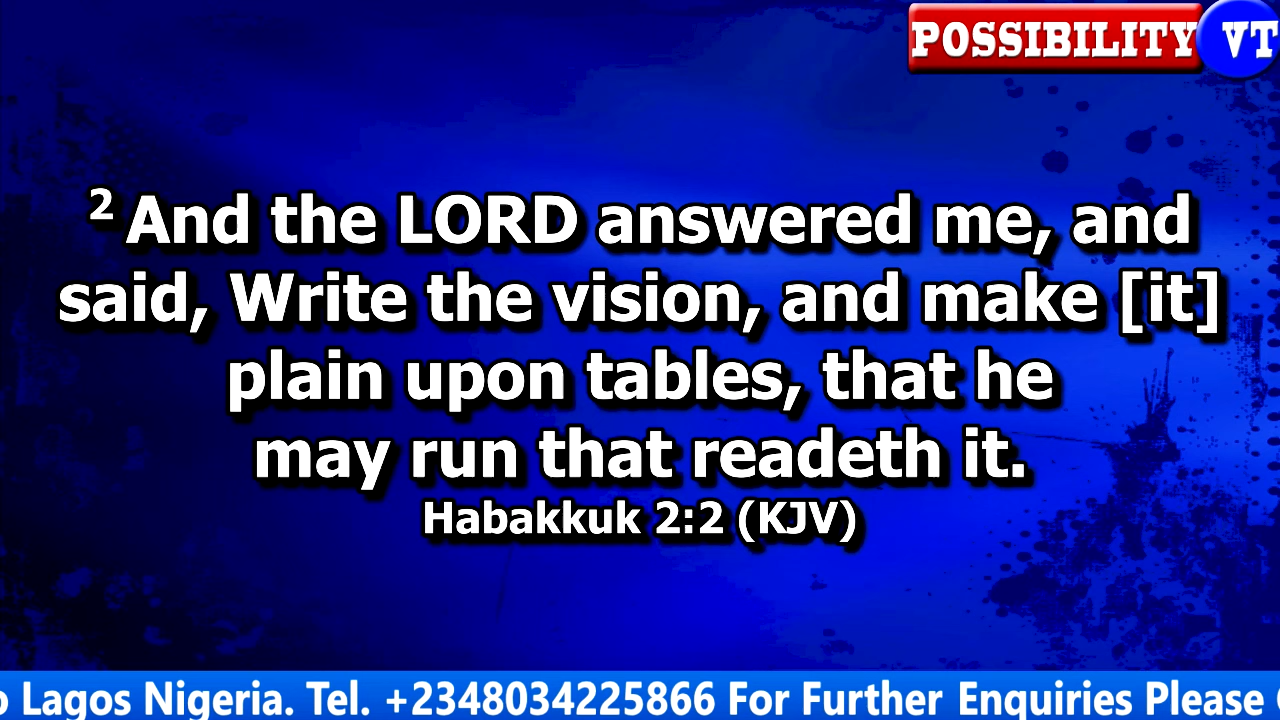 POSSIBILITY VT
2 And the LORD answered me, and
said, Write the vision, and make [it]
plain upon tables, that he
may run that readeth it.
Habakkuk 2:2 (KJV)
Lagos Nigeria. Tel. +2348034225866 For Further Enquiries Please